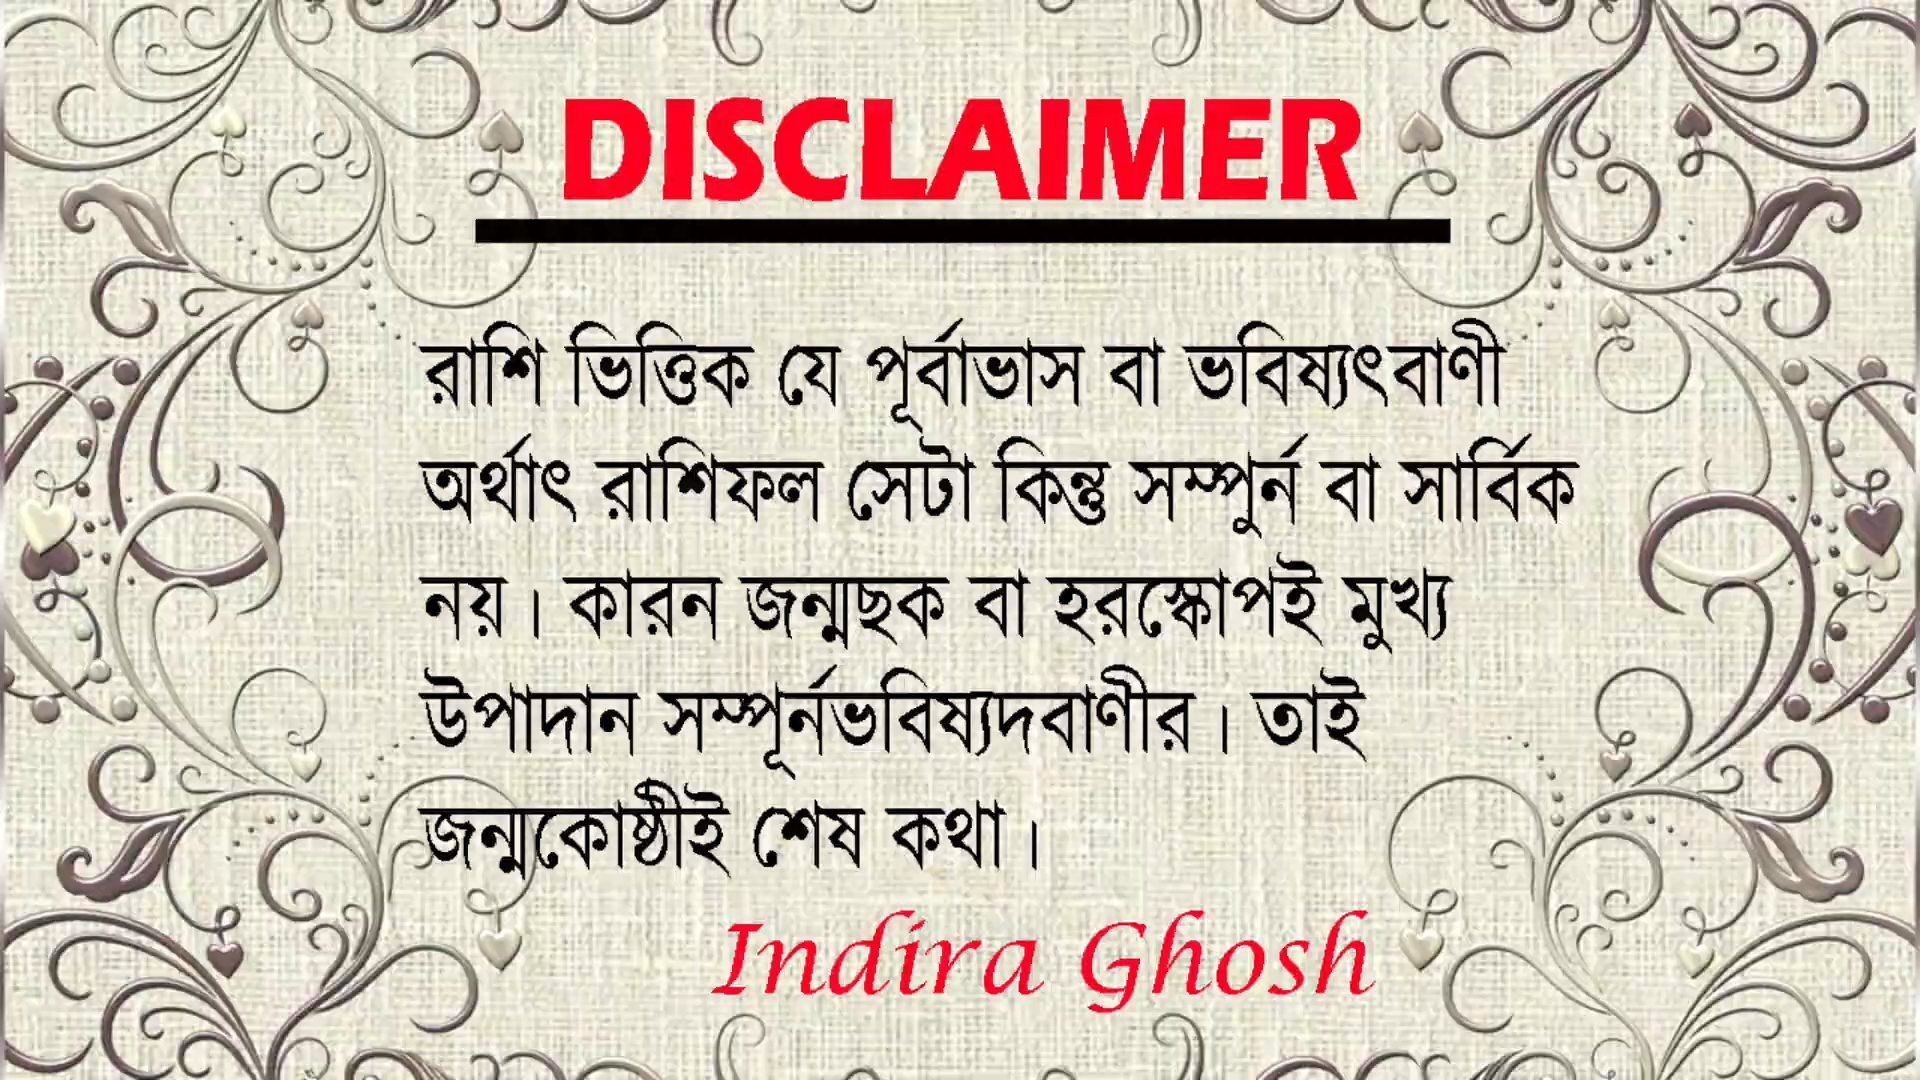 DISCLAIMER
রাশি ভিত্তিক যে পূর্বাভাস বা ভবিষ্যৎবাণী
অর্থাৎ রাশিফল সেটা কিন্তু সম্পুর্ন বা সার্বিক
নয়। কারন জন্মছক বা হরস্কোপই মুখ্য
উপাদান সম্পূর্নভবিষ্যদবাণীর। তাই
জন্মকোষ্ঠীই শেষ কথা।
Indira Ghosh